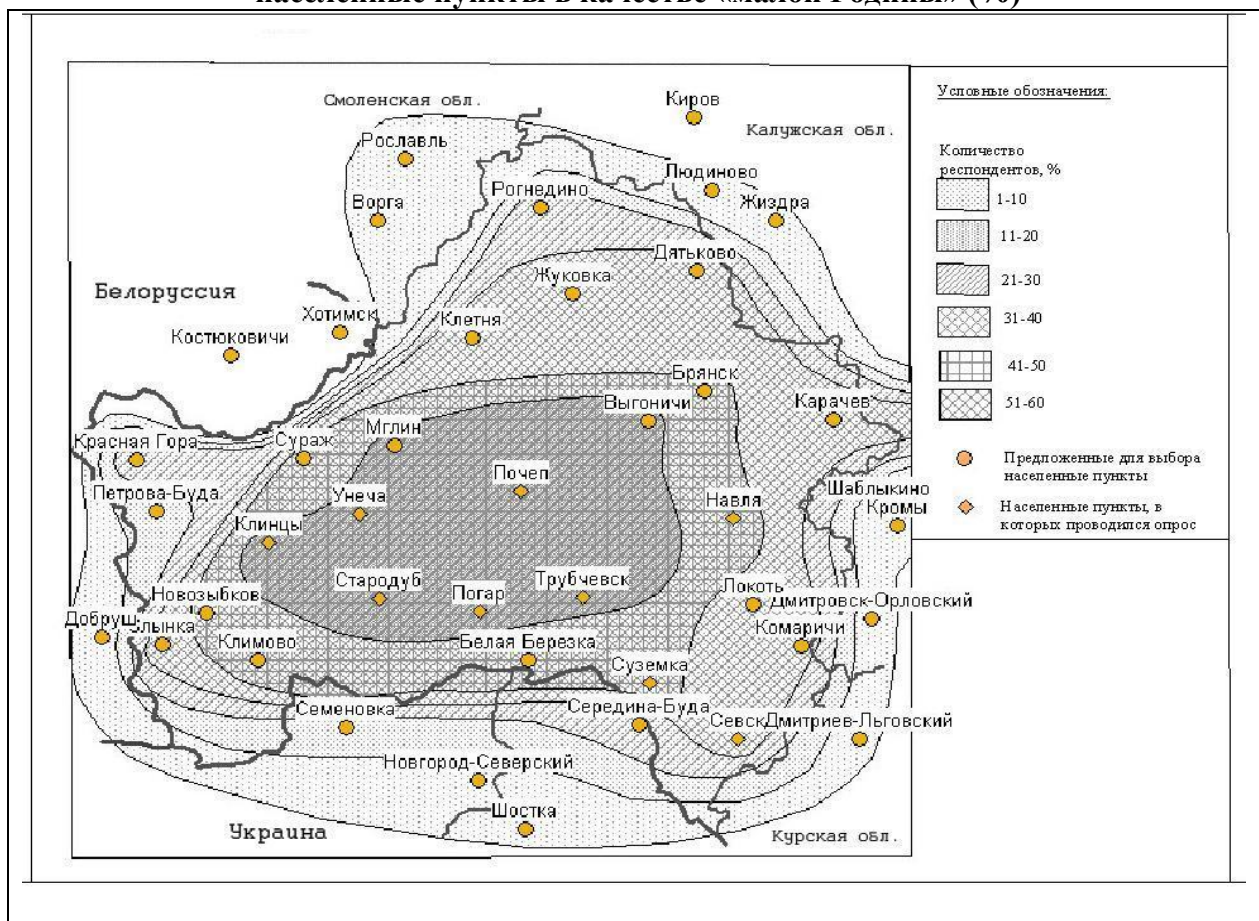 населенные пункты в качестве «малой Родины» (%)
Смоленская обл.
Киров
Калужская обл.
Рославль
Людиново
Рогнедино
Ворга
Жиздра
Дятьково
Жуковка
Белоруссия
Хотимск
Клетня
Костюковичи
Брянск
Выгоничи
Карачев
Мглин
Красная Гора
Сураж
Почеп
Петрова-Буда
Унеча
Навля
Шаблыкино
Кромы
Клинцы
Стародуб
Погар
Трубчевск
Локоть
Дмитровск-Орловский
Новозыбков
Добруш
Злынка
Климово
Белая Березка
Комаричи
Суземка
Семеновка
Середина-Буда
Севск
Дмитриев-Льговский
Новгород-Северский
Шостка
Украина
Курская обл.
Условные обозначения:
Количество
респондентов, %
1-10
11-20
21-30
31-40
41-50
51-60
Предложенные для выбора
населенные пункты
Населенные пункты, в
которых проводился опрос